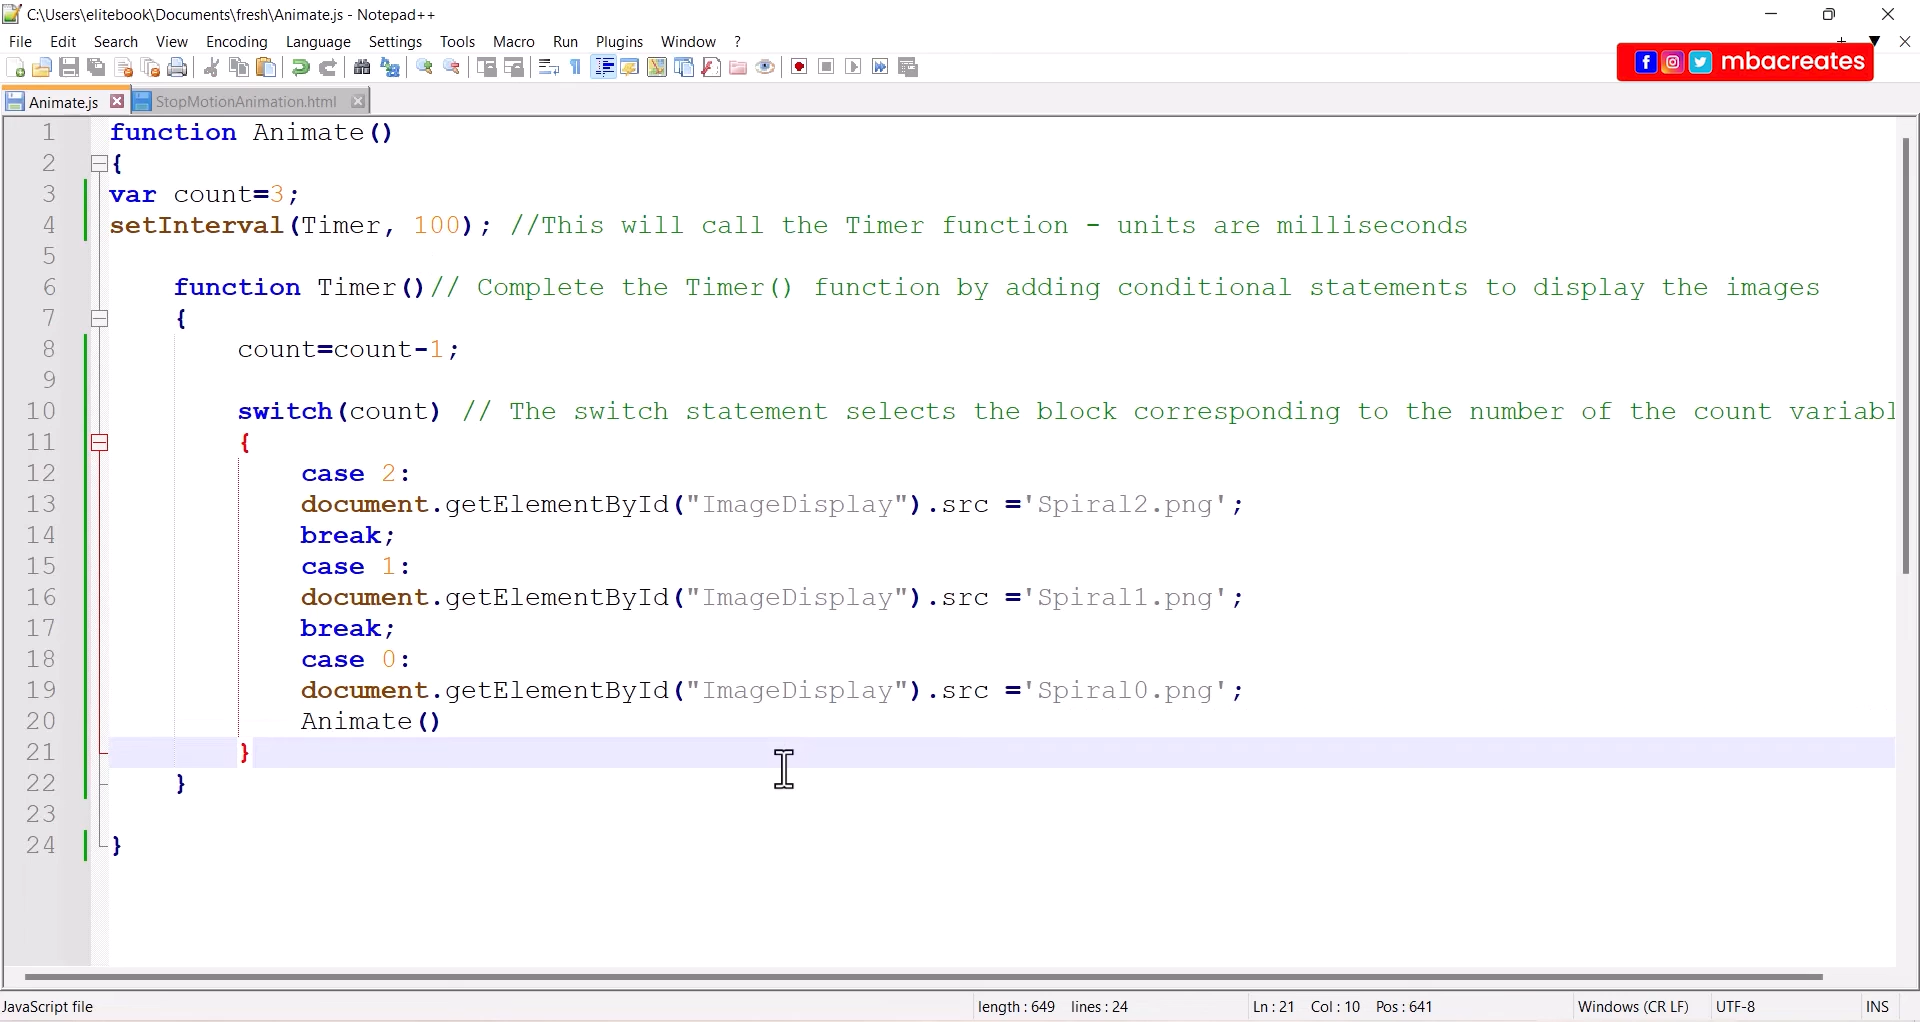 C:\Users\elitebook\Documents\fresh\Animate.js - Notepad++
File Edit Search View Encoding Language Settings Tools Macro Run Plugins Window ?
mbacreates
Animate.js StopMotionAnimation.html
1 function Animate()
2 {
3 var count=3;
4 setInterval(Timer, 100); //This will call the Timer function - units are milliseconds
5
6 function Timer()// Complete the Timer() function by adding conditional statements to display the images
7 {
8 count=count-1;
9
10 switch(count) // The switch statement selects the block corresponding to the number of the count variabl
11 {
12 case 2:
13 document.getElementById("ImageDisplay").src ='Spiral2.png';
14 break;
15 case 1:
16 document.getElementById("ImageDisplay").src ='Spiral1.png';
17 break;
18 case 0:
19 document.getElementById("ImageDisplay").src ='Spiral0.png';
20 Animate()
21 }
22 }
23
24 }
JavaScript file length : 649 lines : 24 Ln : 21 Col : 10 Pos : 641 Windows (CR LF) UTF-8 INS